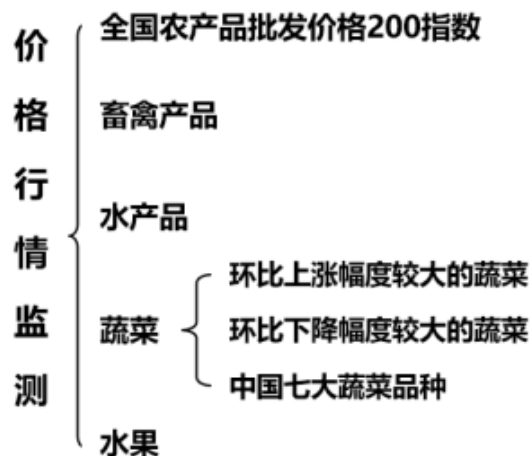 价格行情监测
全国农产品批发价格200指数
畜禽产品
水产品
蔬菜
环比上涨幅度较大的蔬菜
环比下降幅度较大的蔬菜
中国七大蔬菜品种
水果